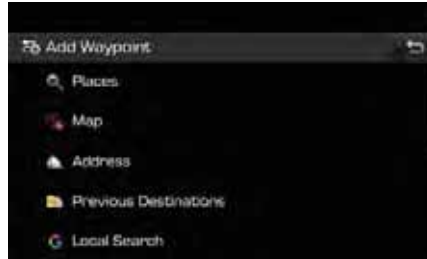 Add Waypoint
Places
Map
Address
Previous Destinations
Local Search